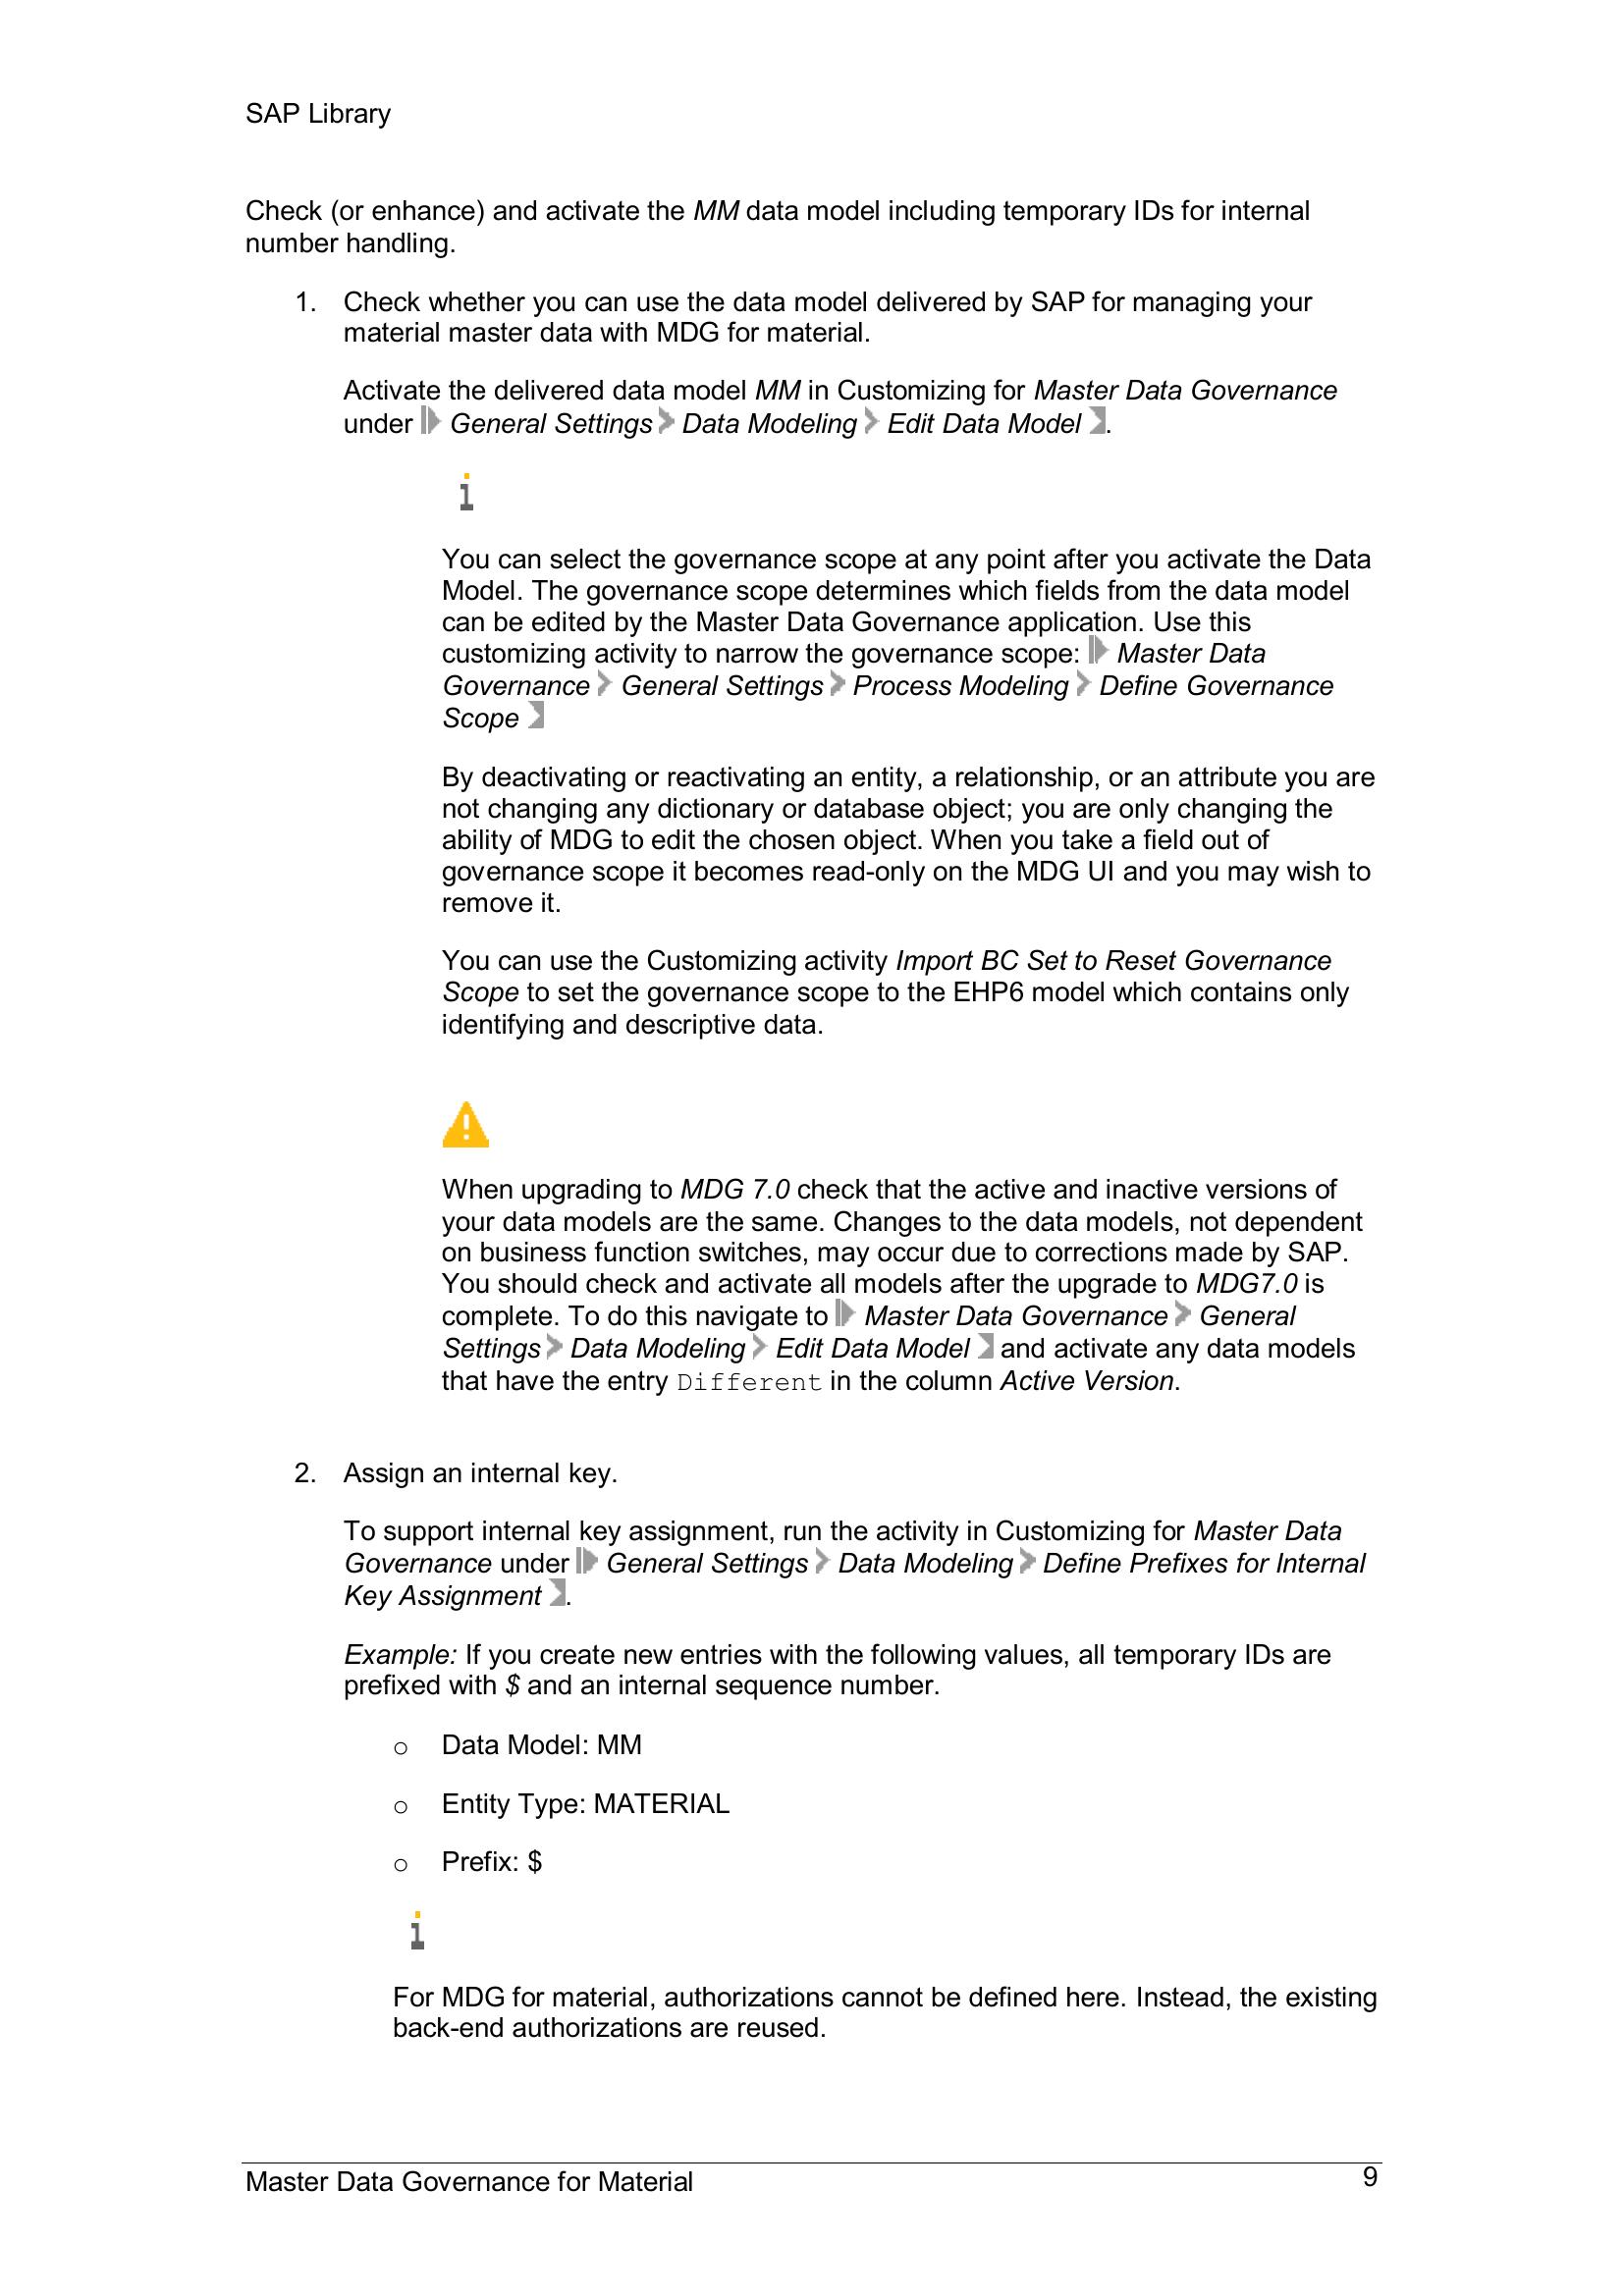 SAP Library
Check (or enhance) and activate the MM data model including temporary IDs for internal
number handling.
1. Check whether you can use the data model delivered by SAP for managing your
material master data with MDG for material.
Activate the delivered data model MM in Customizing for Master Data Governance
under General Settings Data Modeling Edit Data Model .
You can select the governance scope at any point after you activate the Data
Model. The governance scope determines which fields from the data model
can be edited by the Master Data Governance application. Use this
customizing activity to narrow the governance scope: Master Data
Governance General Settings Process Modeling Define Governance
Scope
By deactivating or reactivating an entity, a relationship, or an attribute you are
not changing any dictionary or database object; you are only changing the
ability of MDG to edit the chosen object. When you take a field out of
governance scope it becomes read-only on the MDG UI and you may wish to
remove it.
You can use the Customizing activity Import BC Set to Reset Governance
Scope to set the governance scope to the EHP6 model which contains only
identifying and descriptive data.
When upgrading to MDG 7.0 check that the active and inactive versions of
your data models are the same. Changes to the data models, not dependent
on business function switches, may occur due to corrections made by SAP.
You should check and activate all models after the upgrade to MDG7.0 is
complete. To do this navigate to Master Data Governance General
Settings Data Modeling Edit Data Model and activate any data models
that have the entry Different in the column Active Version.
2. Assign an internal key.
To support internal key assignment, run the activity in Customizing for Master Data
Governance under General Settings Data Modeling Define Prefixes for Internal
Key Assignment .
Example: If you create new entries with the following values, all temporary IDs are
prefixed with $ and an internal sequence number.
o Data Model: MM
o Entity Type: MATERIAL
o Prefix: $
For MDG for material, authorizations cannot be defined here. Instead, the existing
back-end authorizations are reused.
Master Data Governance for Material 9